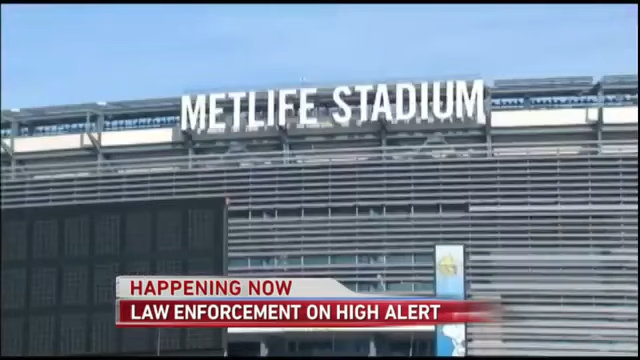 METLIFE STADIUM
HAPPENING NOW
LAW ENFORCEMENT ON HIGH ALERT